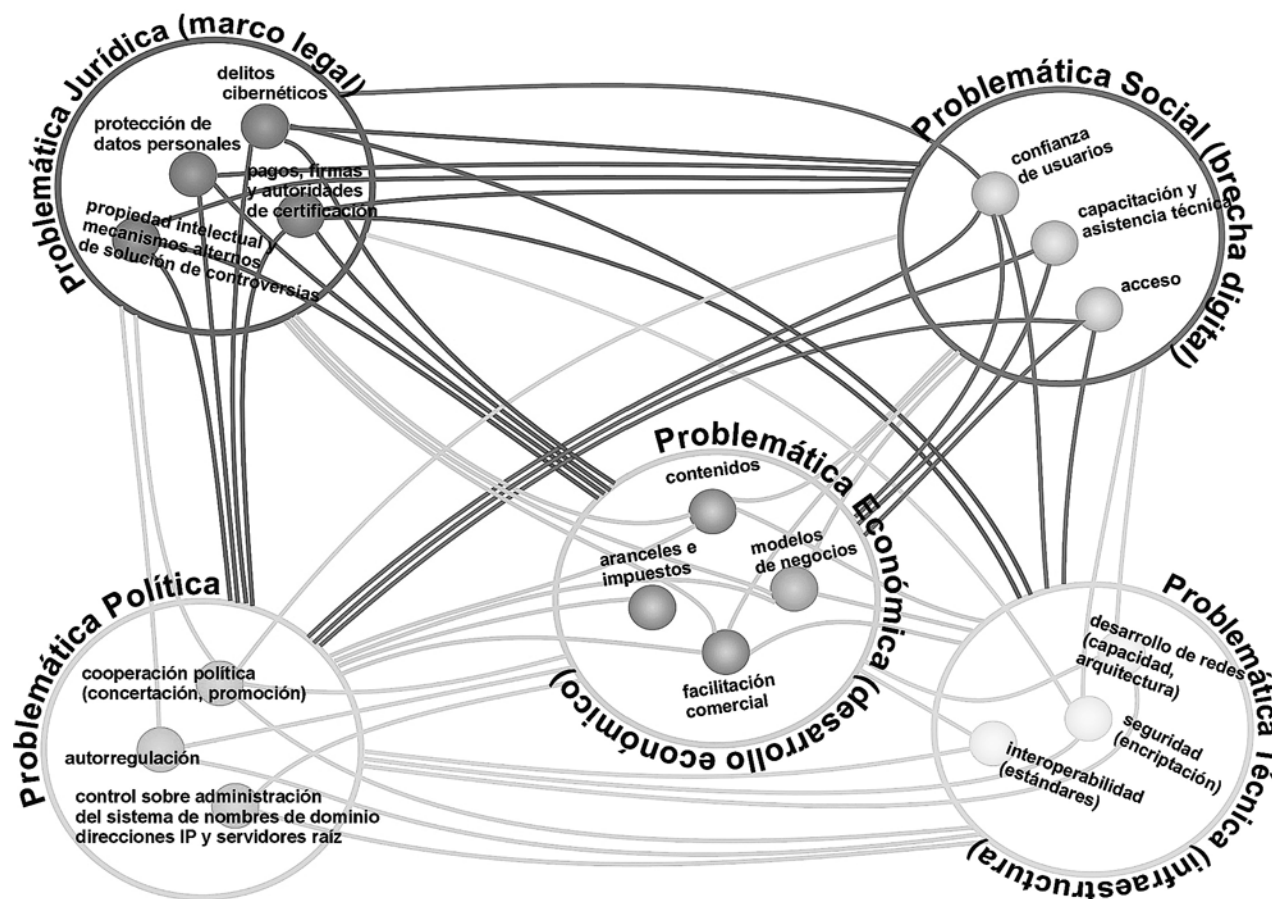 Problemática Jurídica (marco legal)
delitos
cibernéticos
protección de
datos personales
pagos, firmas
y autoridades
de certificación
propiedad intelectual y
mecanismos alternos
de solución de controversias
Problemática Social (brecha digital)
confianza
de usuarios
capacitación y
asistencia técnica
acceso
Problemática Económica (desarrollo económico)
contenidos
aranceles e
impuestos
modelos
de negocios
facilitación
comercial
Problemática Política
cooperación política
(concertación, promoción)
autorregulación
control sobre administración
del sistema de nombres de dominio
direcciones IP y servidores raíz
Problemática Técnica (infraestructura)
desarrollo de redes
(capacidad,
arquitectura)
seguridad
(encriptación)
interoperabilidad
(estándares)